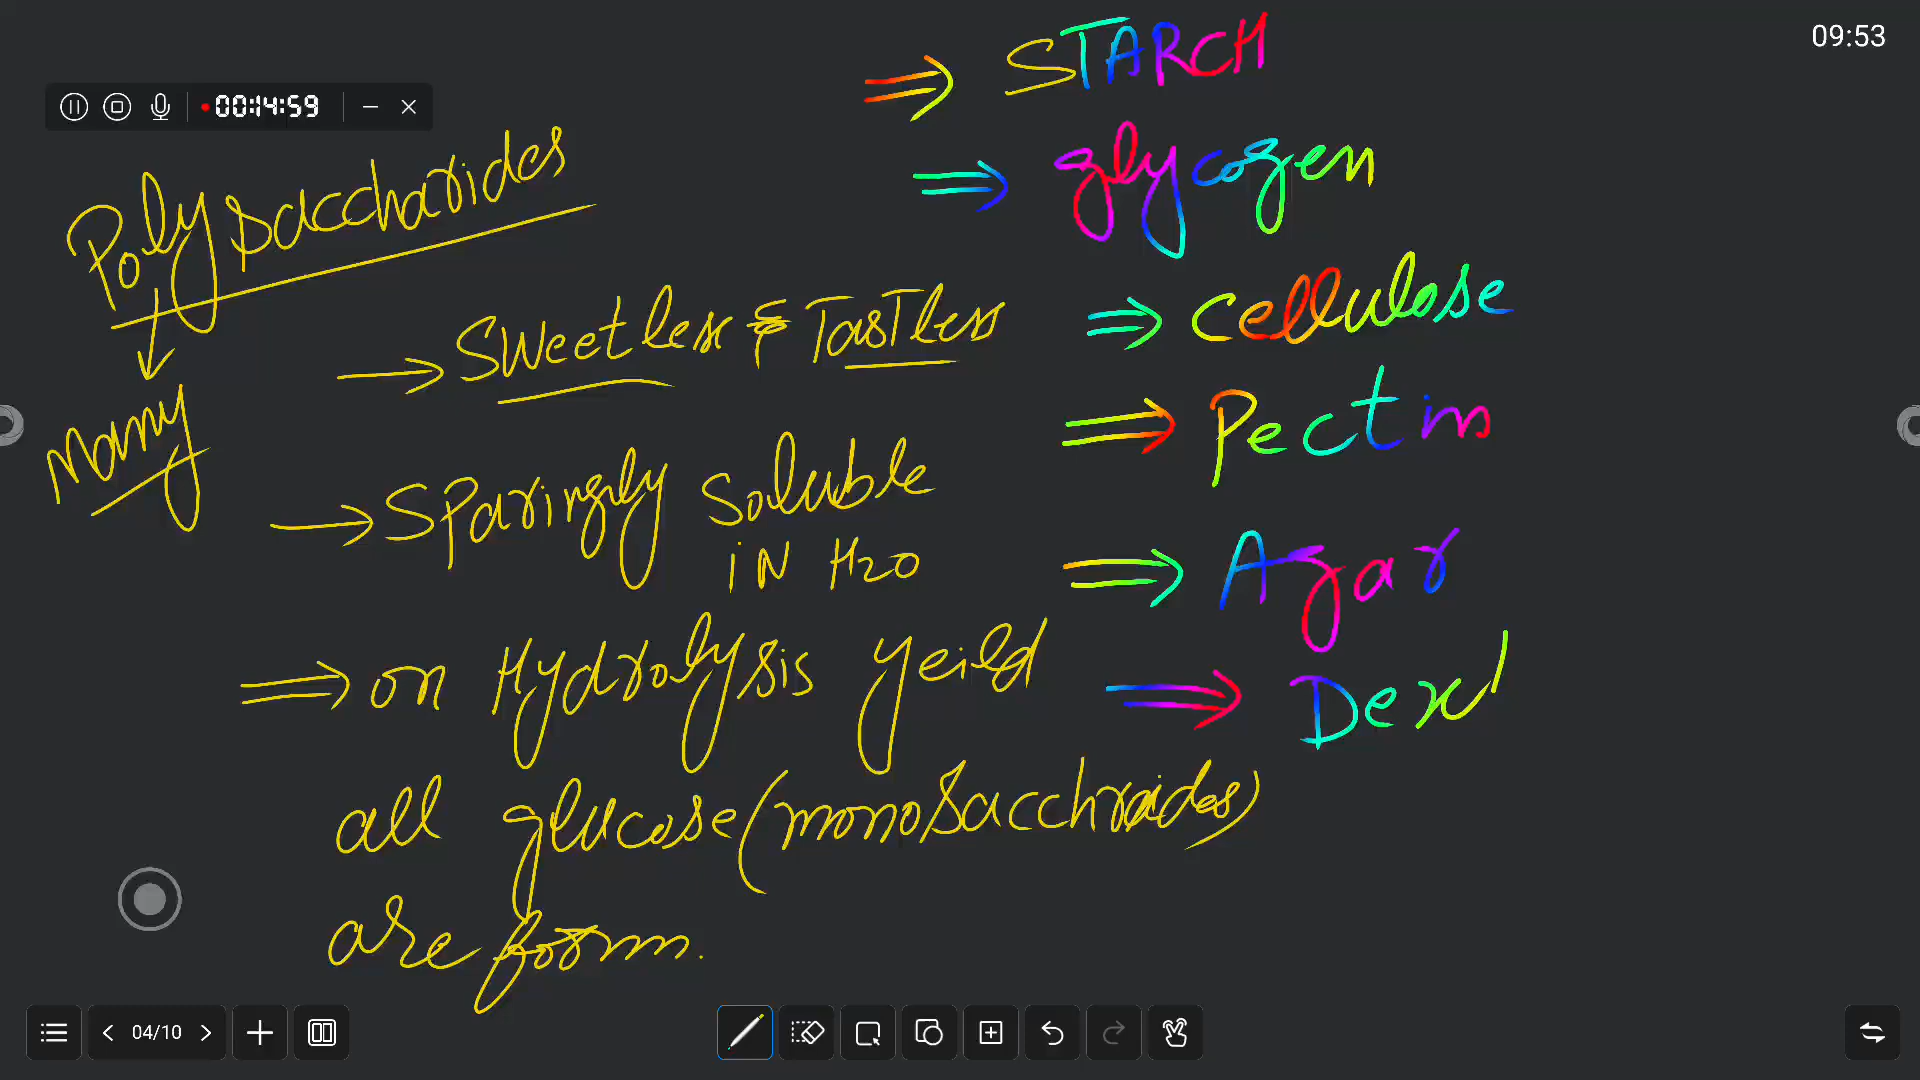 09:53
00:14:59
Polysaccharides
Many
→ Sweetless & Tastless
→ Sparingly soluble
in H2O
⇒ on Hydrolysis yeild
all glucose (monosacchraides)
are form.
⇒ STARCH
⇒ glycogen
⇒ Cellulose
⇒ Pectin
⇒ Agar
⇒ Dex
04/10